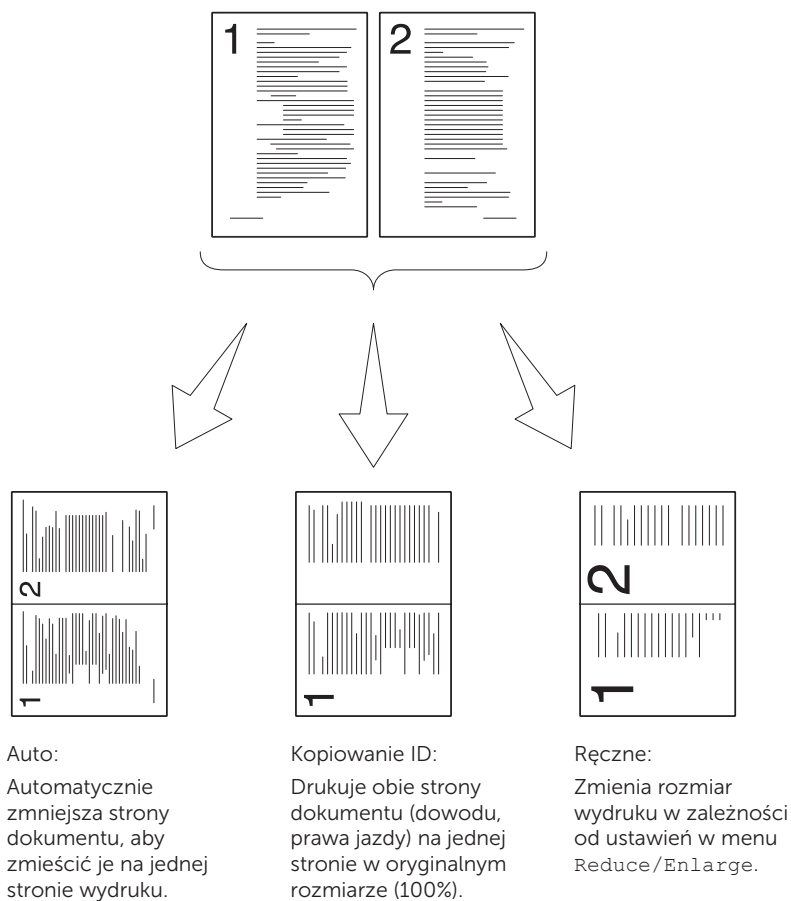 1 2
2
1
1
2
1
Auto:
Automatycznie
zmniejsza strony
dokumentu, aby
zmieścić je na jednej
stronie wydruku.
Kopiowanie ID:
Drukuje obie strony
dokumentu (dowodu,
prawa jazdy) na jednej
stronie w oryginalnym
rozmiarze (100%).
Ręczne:
Zmienia rozmiar
wydruku w zależności
od ustawień w menu
Reduce/Enlarge.